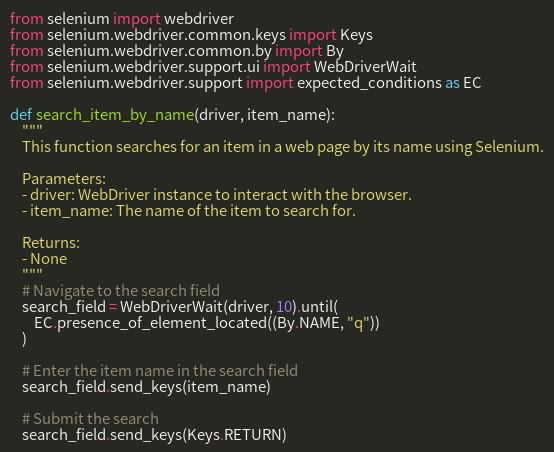 from selenium import webdriver
from selenium.webdriver.common.keys import Keys
from selenium.webdriver.common.by import By
from selenium.webdriver.support.ui import WebDriverWait
from selenium.webdriver.support import expected_conditions as EC

def search_item_by_name(driver, item_name):
    """
    This function searches for an item in a web page by its name using Selenium.

    Parameters:
    - driver: WebDriver instance to interact with the browser.
    - item_name: The name of the item to search for.

    Returns:
    - None
    """
    # Navigate to the search field
    search_field = WebDriverWait(driver, 10).until(
        EC.presence_of_element_located((By.NAME, "q"))
    )

    # Enter the item name in the search field
    search_field.send_keys(item_name)

    # Submit the search
    search_field.send_keys(Keys.RETURN)